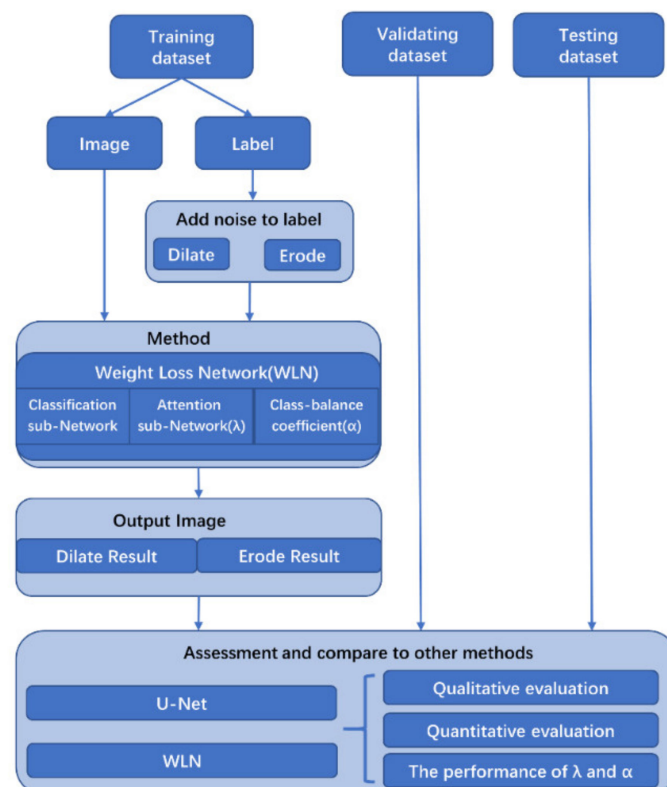 Training
dataset
Validating
dataset
Testing
dataset
Image
Label
Add noise to label
Dilate
Erode
Method
Weight Loss Network(WLN)
Classification
sub-Network
Attention
sub-Network(λ)
Class-balance
coefficient(α)
Output Image
Dilate Result
Erode Result
Assessment and compare to other methods
U-Net
WLN
Qualitative evaluation
Quantitative evaluation
The performance of λ and α